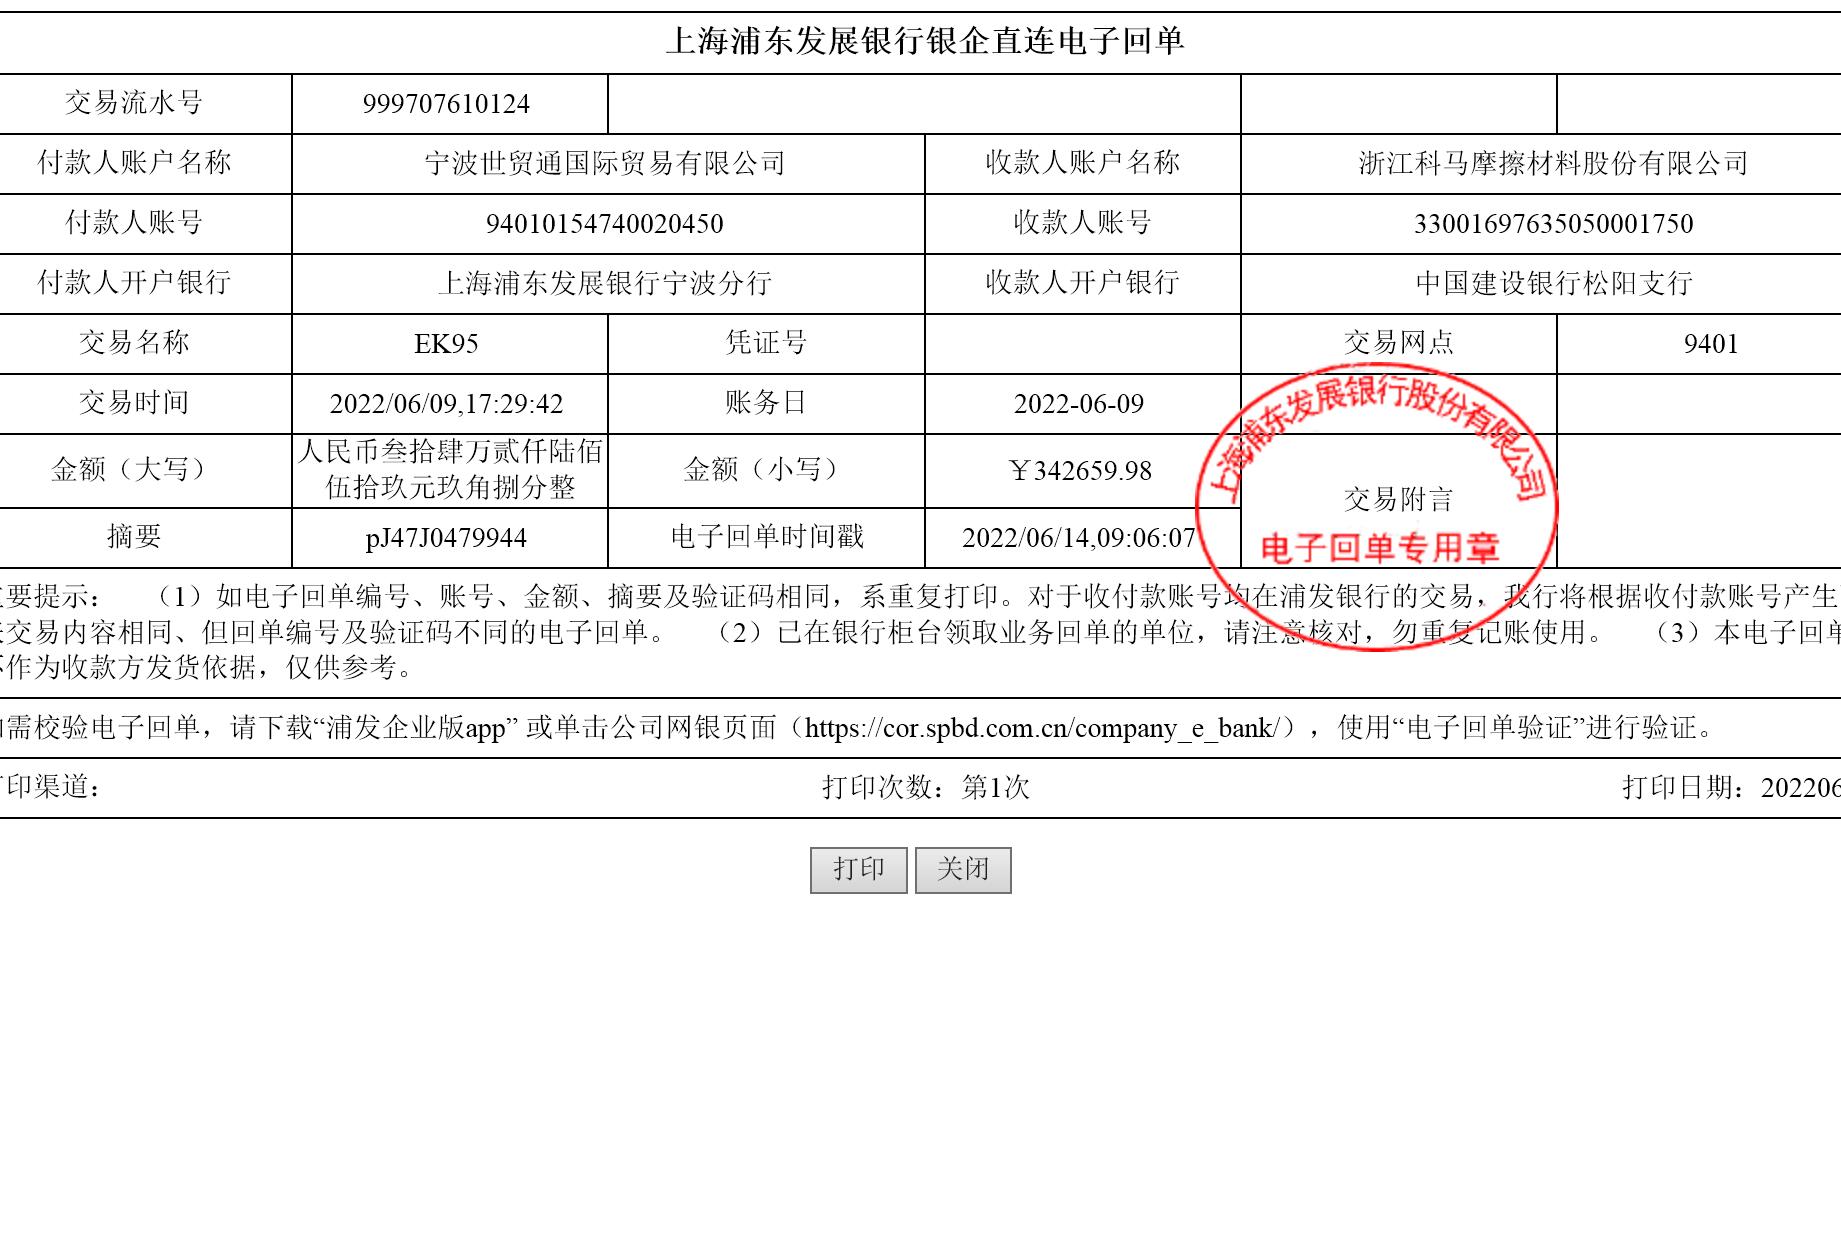 上海浦东发展银行银企直连电子回单
交易流水号 999707610124
付款人账户名称 宁波世贸通国际贸易有限公司 收款人账户名称 浙江科马摩擦材料股份有限公司
付款人账号 94010154740020450 收款人账号 33001697635050001750
付款人开户银行 上海浦东发展银行宁波分行 收款人开户银行 中国建设银行松阳支行
交易名称 EK95 凭证号 交易网点 9401
交易时间 2022/06/09,17:29:42 账务日 2022-06-09
金额（大写） 人民币叁拾肆万贰仟陆佰
伍拾玖元玖角捌分整 金额（小写） ￥342659.98
交易附言
摘要 pJ47J0479944 电子回单时间戳 2022/06/14,09:06:07
上海浦东发展银行股份有限公司
电子回单专用章
要提示： （1）如电子回单编号、账号、金额、摘要及验证码相同，系重复打印。对于收付款账号均在浦发银行的交易，我行将根据收付款账号产生
交易内容相同、但回单编号及验证码不同的电子回单。 （2）已在银行柜台领取业务回单的单位，请注意核对，勿重复记账使用。 （3）本电子回单
作为收款方发货依据，仅供参考。
需校验电子回单，请下载“浦发企业版app” 或单击公司网银页面（https://cor.spbd.com.cn/company_e_bank/），使用“电子回单验证”进行验证。
印渠道： 打印次数：第1次 打印日期：202206
打印 关闭